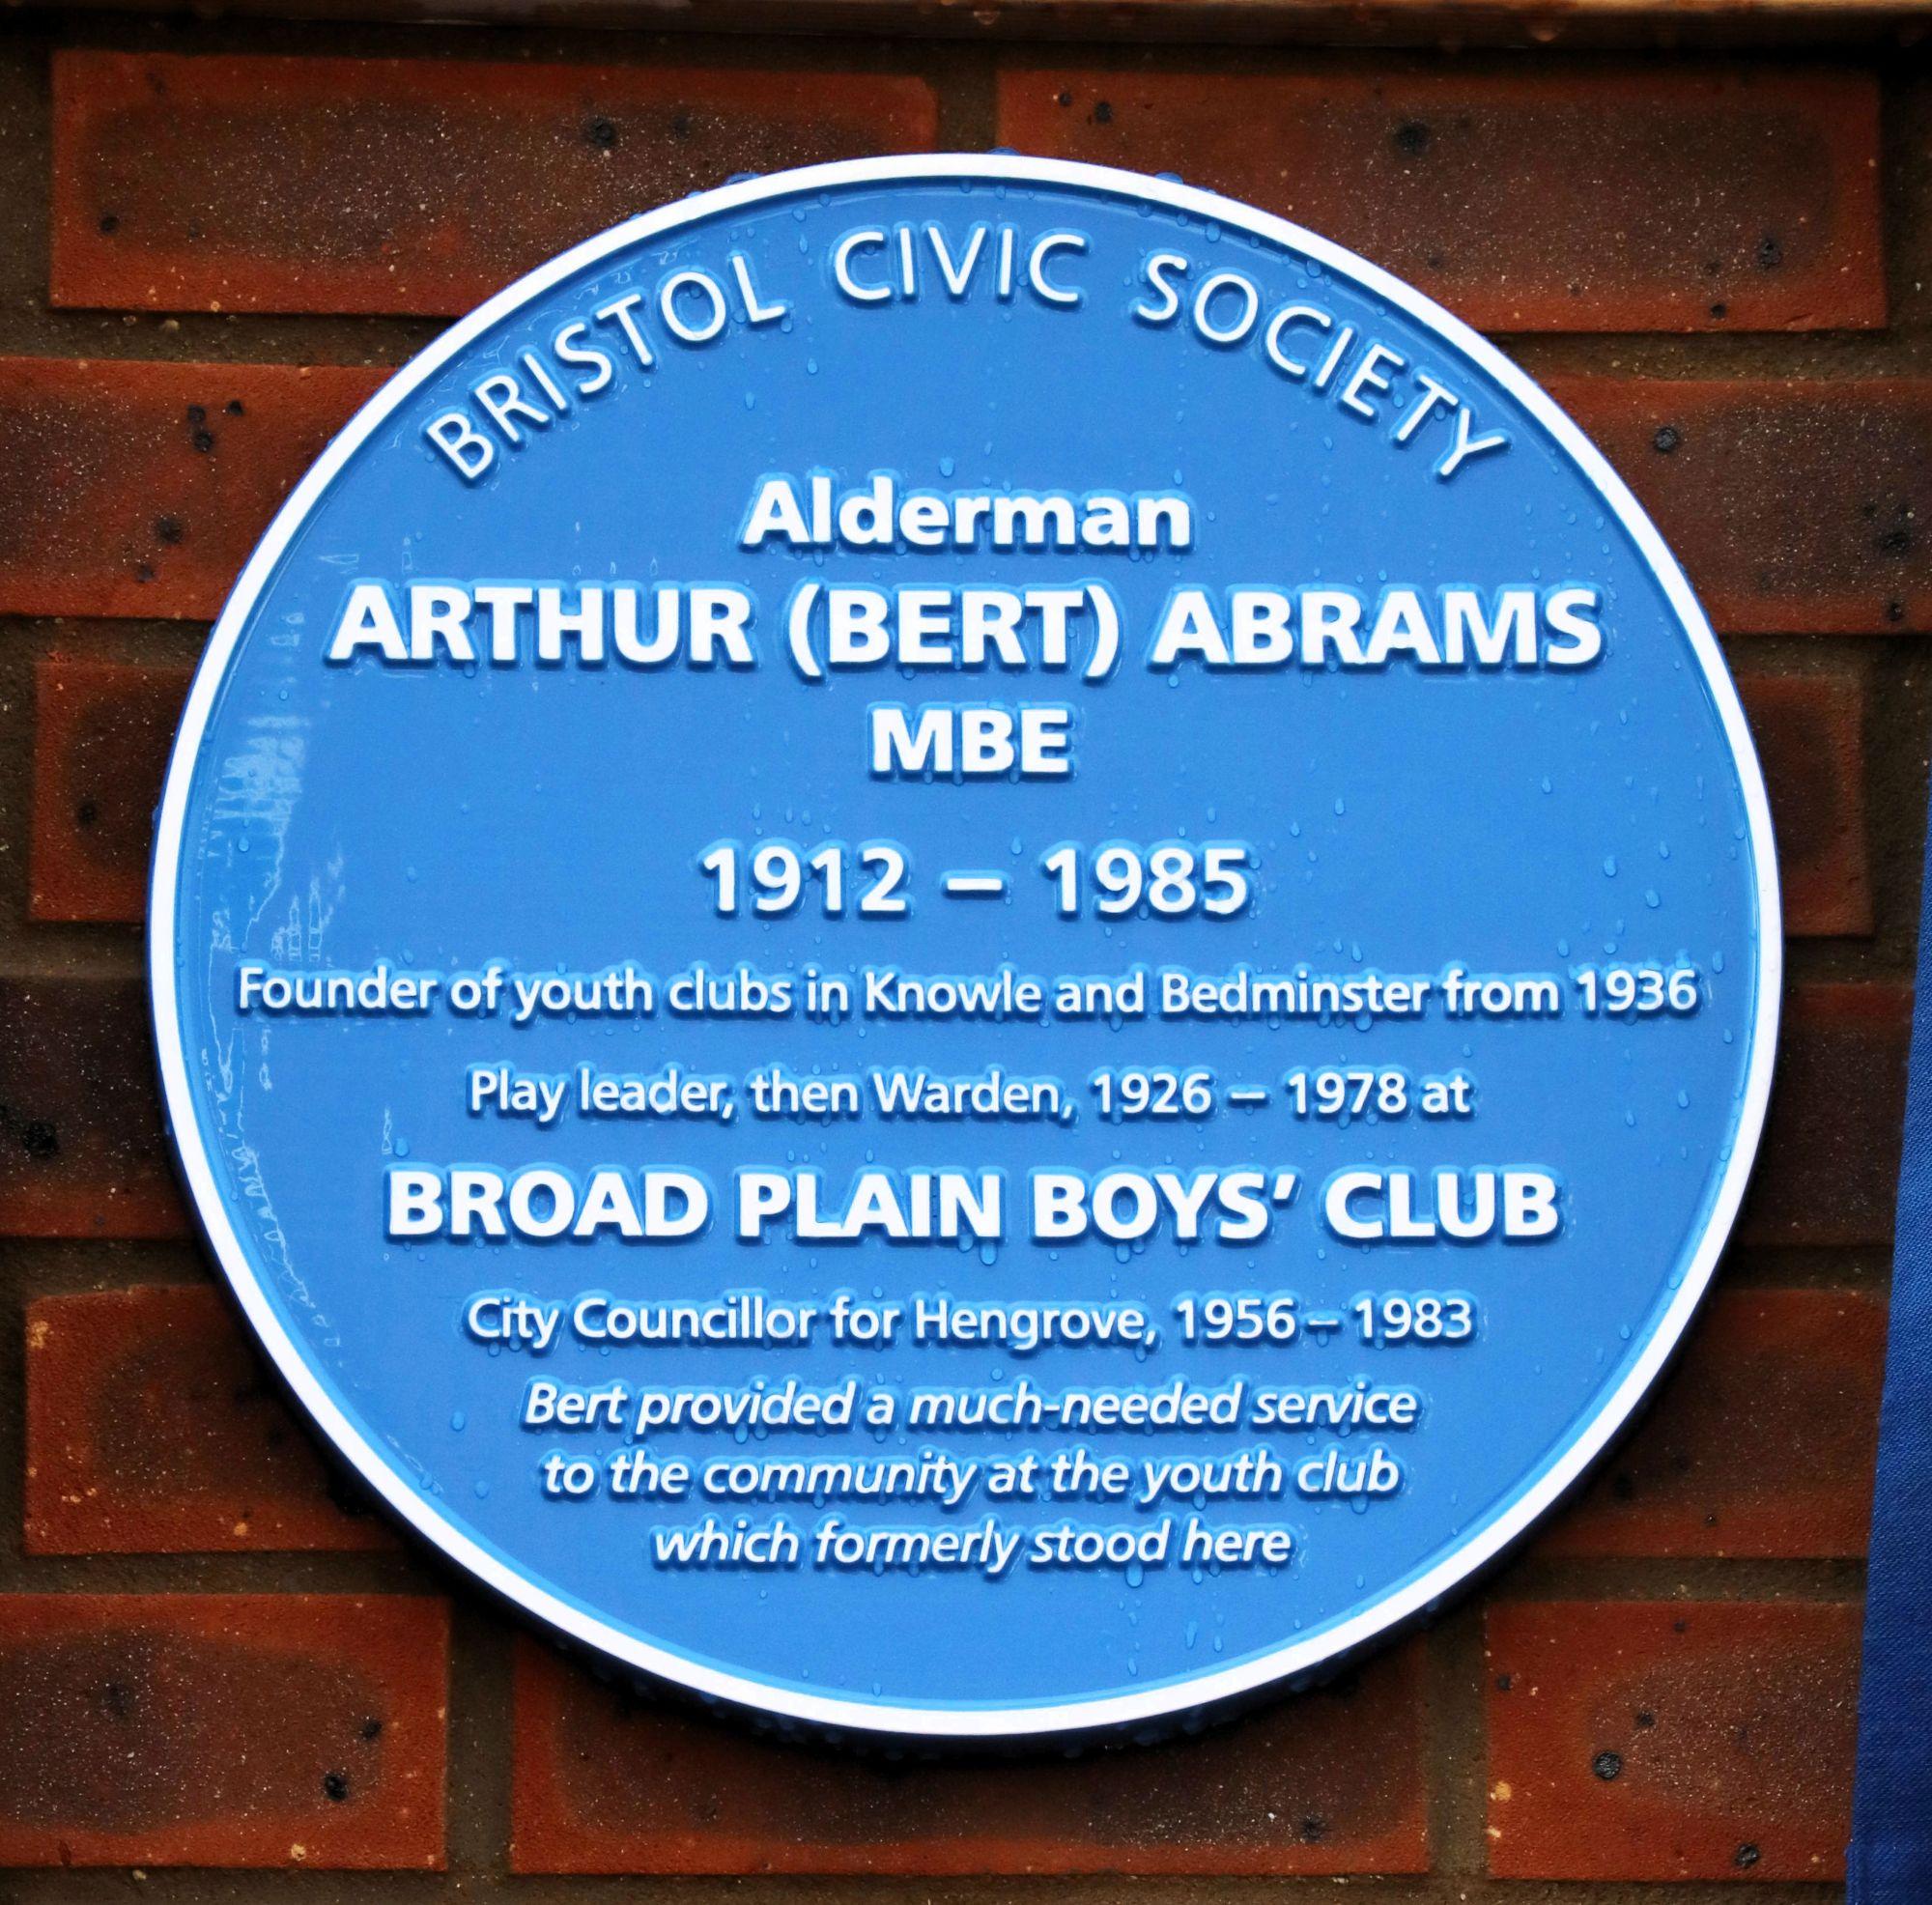 BRISTOL CIVIC SOCIETY
Alderman
ARTHUR (BERT) ABRAMS
MBE
1912 – 1985
Founder of youth clubs in Knowle and Bedminster from 1936
Play leader, then Warden, 1926 – 1978 at
BROAD PLAIN BOYS’ CLUB
City Councillor for Hengrove, 1956 – 1983
Bert provided a much-needed service
to the community at the youth club
which formerly stood here